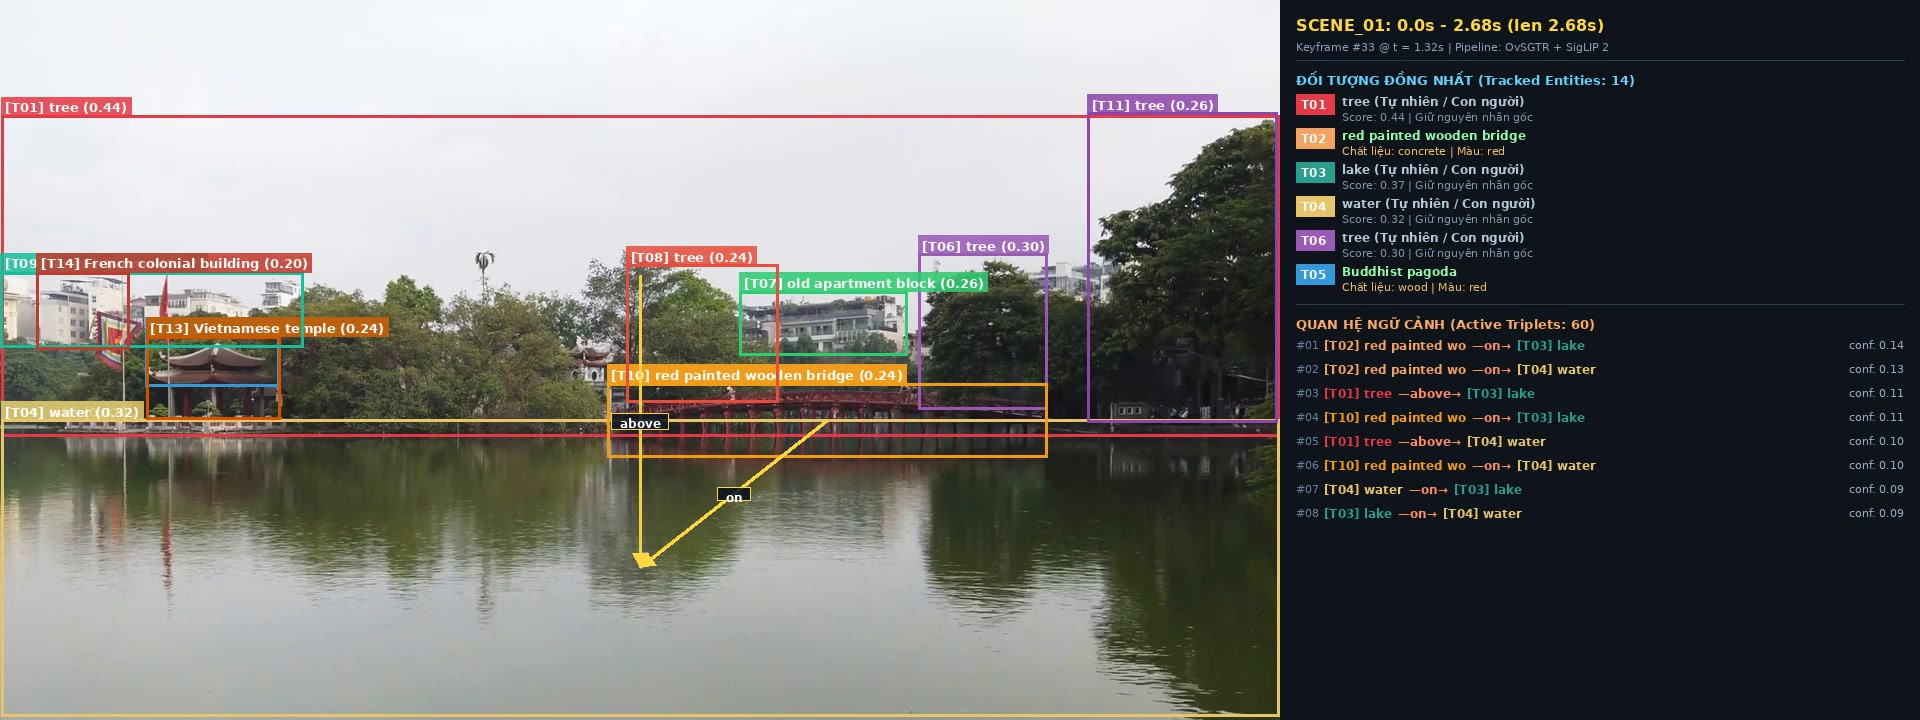 [T01] tree (0.44)
[T11] tree (0.26)
[T06] tree (0.30)
[T08] tree (0.24)
[T09
[T14] French colonial building (0.20)
[T07] old apartment block (0.26)
[T13] Vietnamese temple (0.24)
[T10] red painted wooden bridge (0.24)
[T04] water (0.32)
above
on
SCENE_01: 0.0s - 2.68s (len 2.68s)
Keyframe #33 @ t = 1.32s | Pipeline: OvSGTR + SigLIP 2
ĐỐI TƯỢNG ĐỒNG NHẤT (Tracked Entities: 14)
T01 tree (Tự nhiên / Con người)
Score: 0.44 | Giữ nguyên nhãn gốc
T02 red painted wooden bridge
Chất liệu: concrete | Màu: red
T03 lake (Tự nhiên / Con người)
Score: 0.37 | Giữ nguyên nhãn gốc
T04 water (Tự nhiên / Con người)
Score: 0.32 | Giữ nguyên nhãn gốc
T06 tree (Tự nhiên / Con người)
Score: 0.30 | Giữ nguyên nhãn gốc
T05 Buddhist pagoda
Chất liệu: wood | Màu: red
QUAN HỆ NGỮ CẢNH (Active Triplets: 60)
#01 [T02] red painted wo —on→ [T03] lake conf: 0.14
#02 [T02] red painted wo —on→ [T04] water conf: 0.13
#03 [T01] tree —above→ [T03] lake conf: 0.11
#04 [T10] red painted wo —on→ [T03] lake conf: 0.11
#05 [T01] tree —above→ [T04] water conf: 0.10
#06 [T10] red painted wo —on→ [T04] water conf: 0.10
#07 [T04] water —on→ [T03] lake conf: 0.09
#08 [T03] lake —on→ [T04] water conf: 0.09